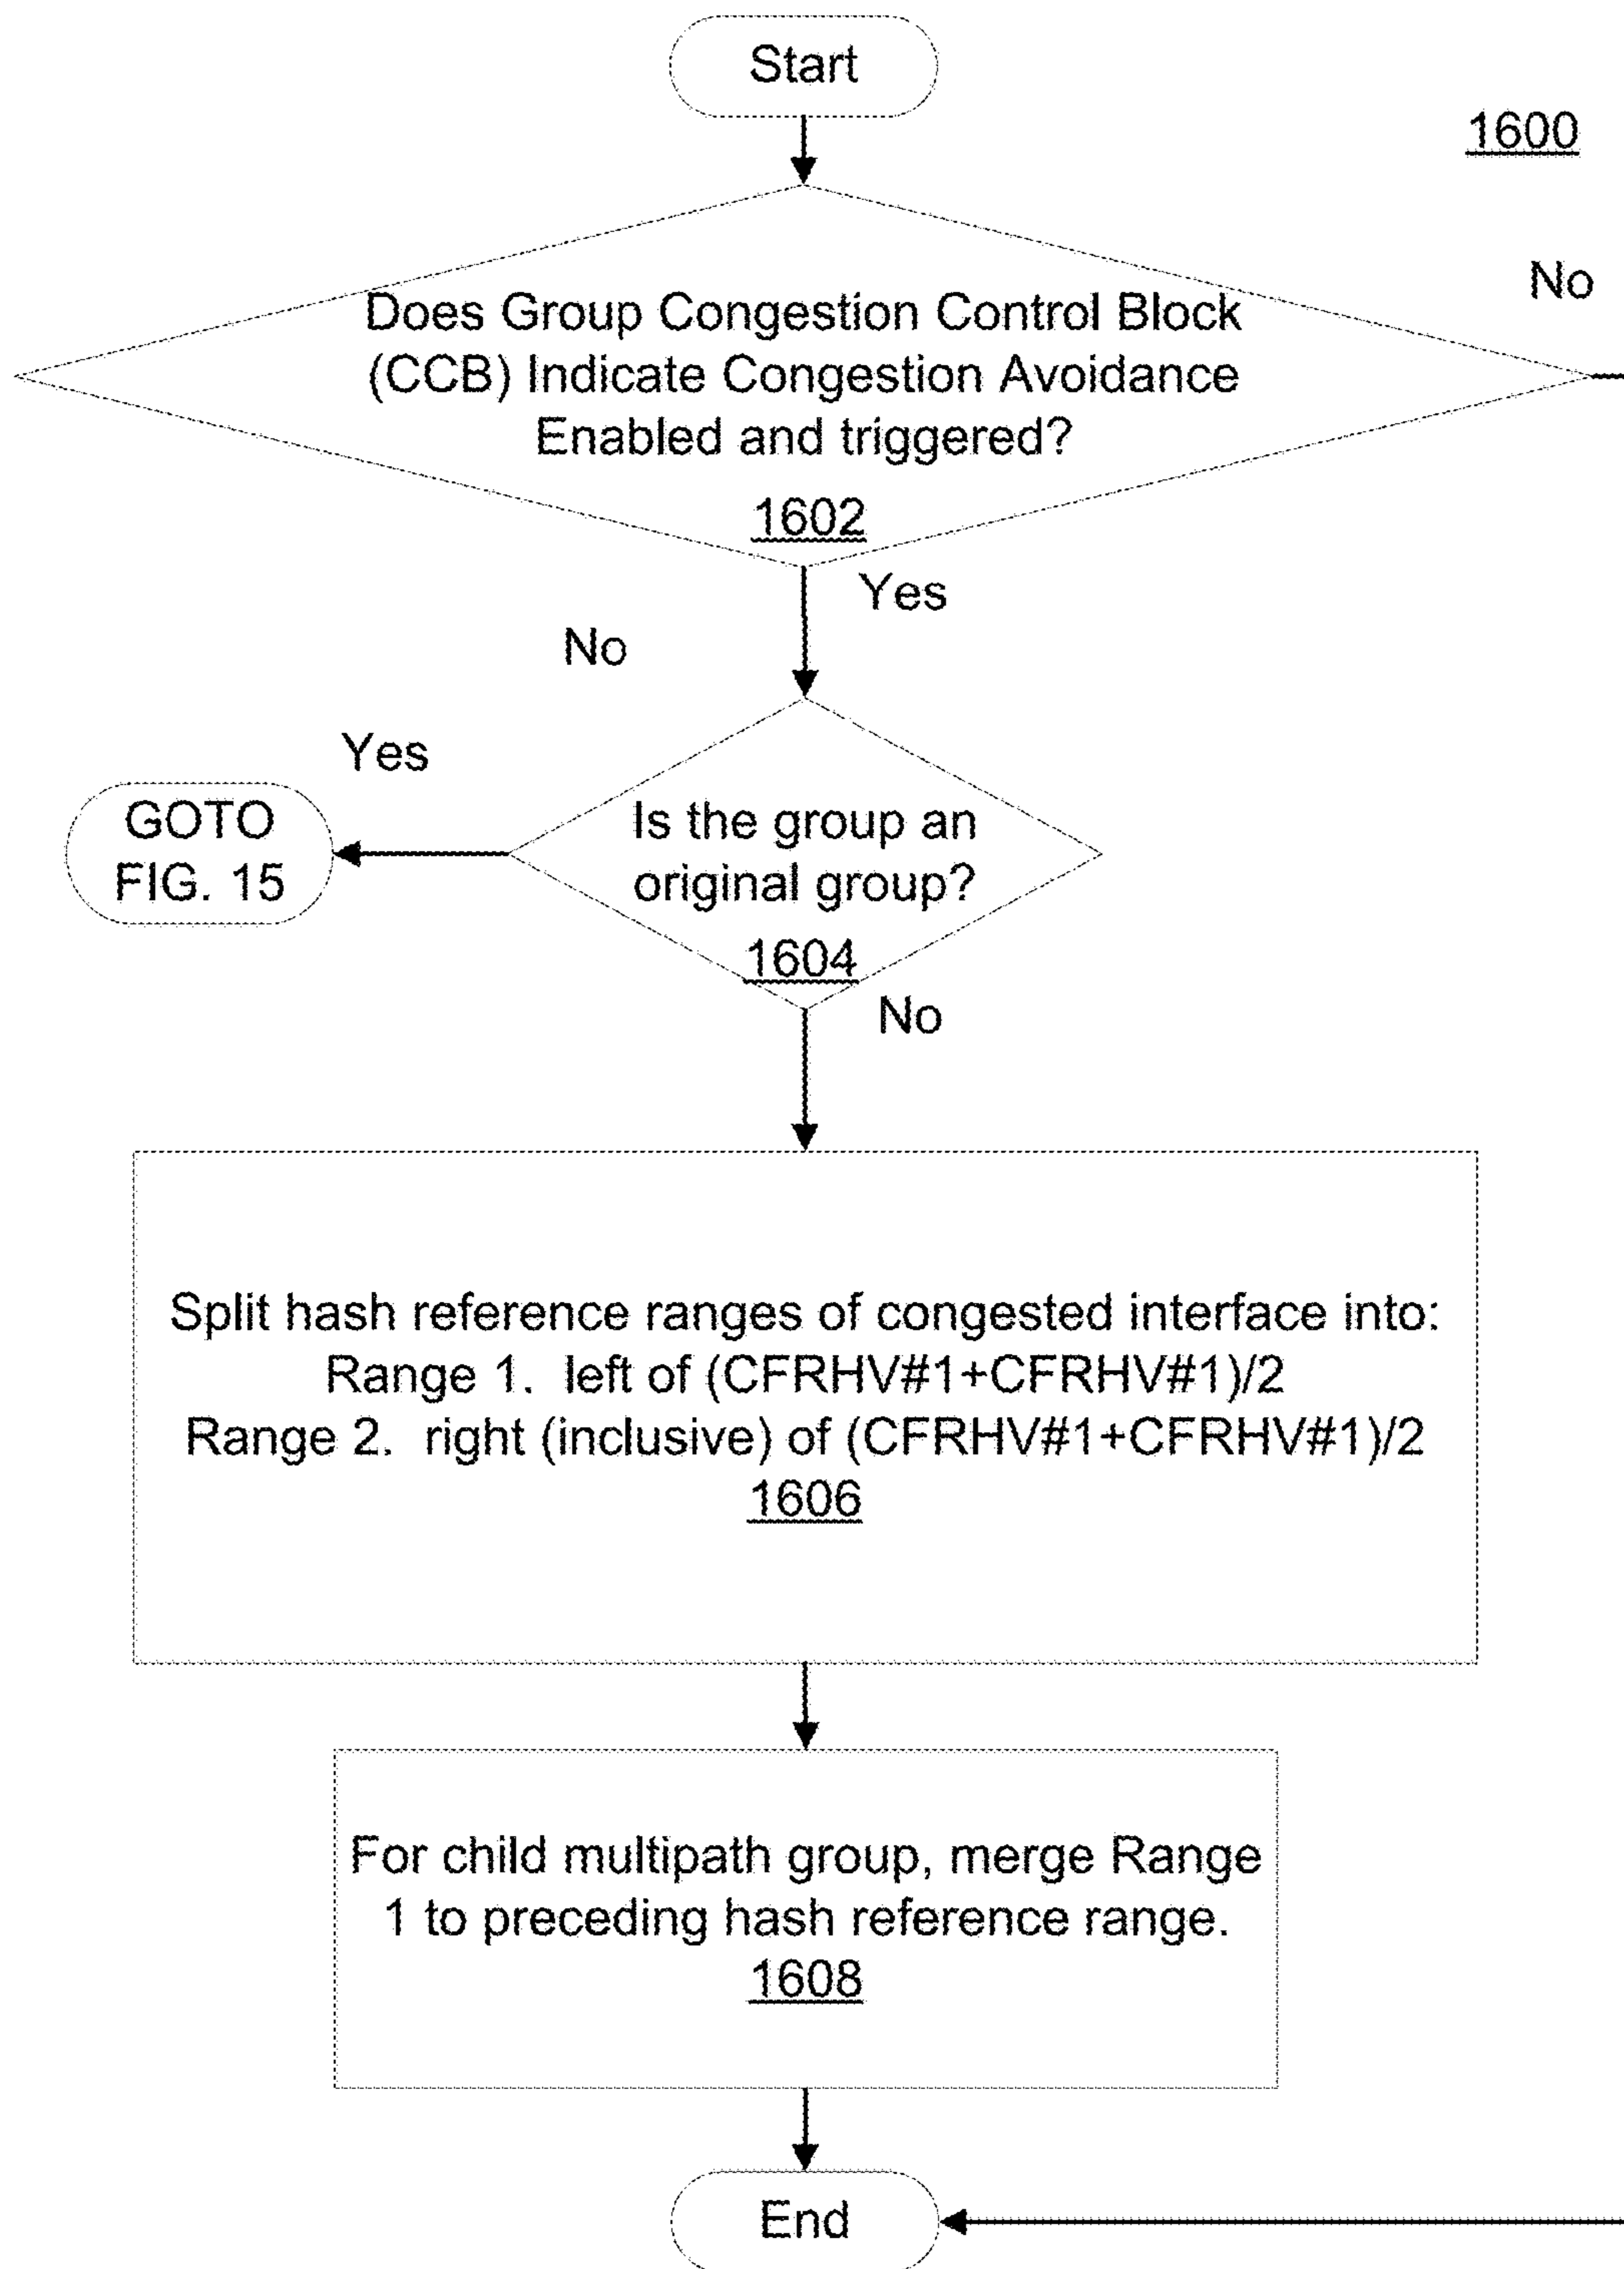 Start
1600
No
Does Group Congestion Control Block
(CCB) Indicate Congestion Avoidance
Enabled and triggered?
1602
Yes
No
Yes
GOTO
FIG. 15
Is the group an
original group?
1604
No
Split hash reference ranges of congested interface into:
Range 1. left of (CFRHV#1+CFRHV#1)/2
Range 2. right (inclusive) of (CFRHV#1+CFRHV#1)/2
1606
For child multipath group, merge Range
1 to preceding hash reference range.
1608
End